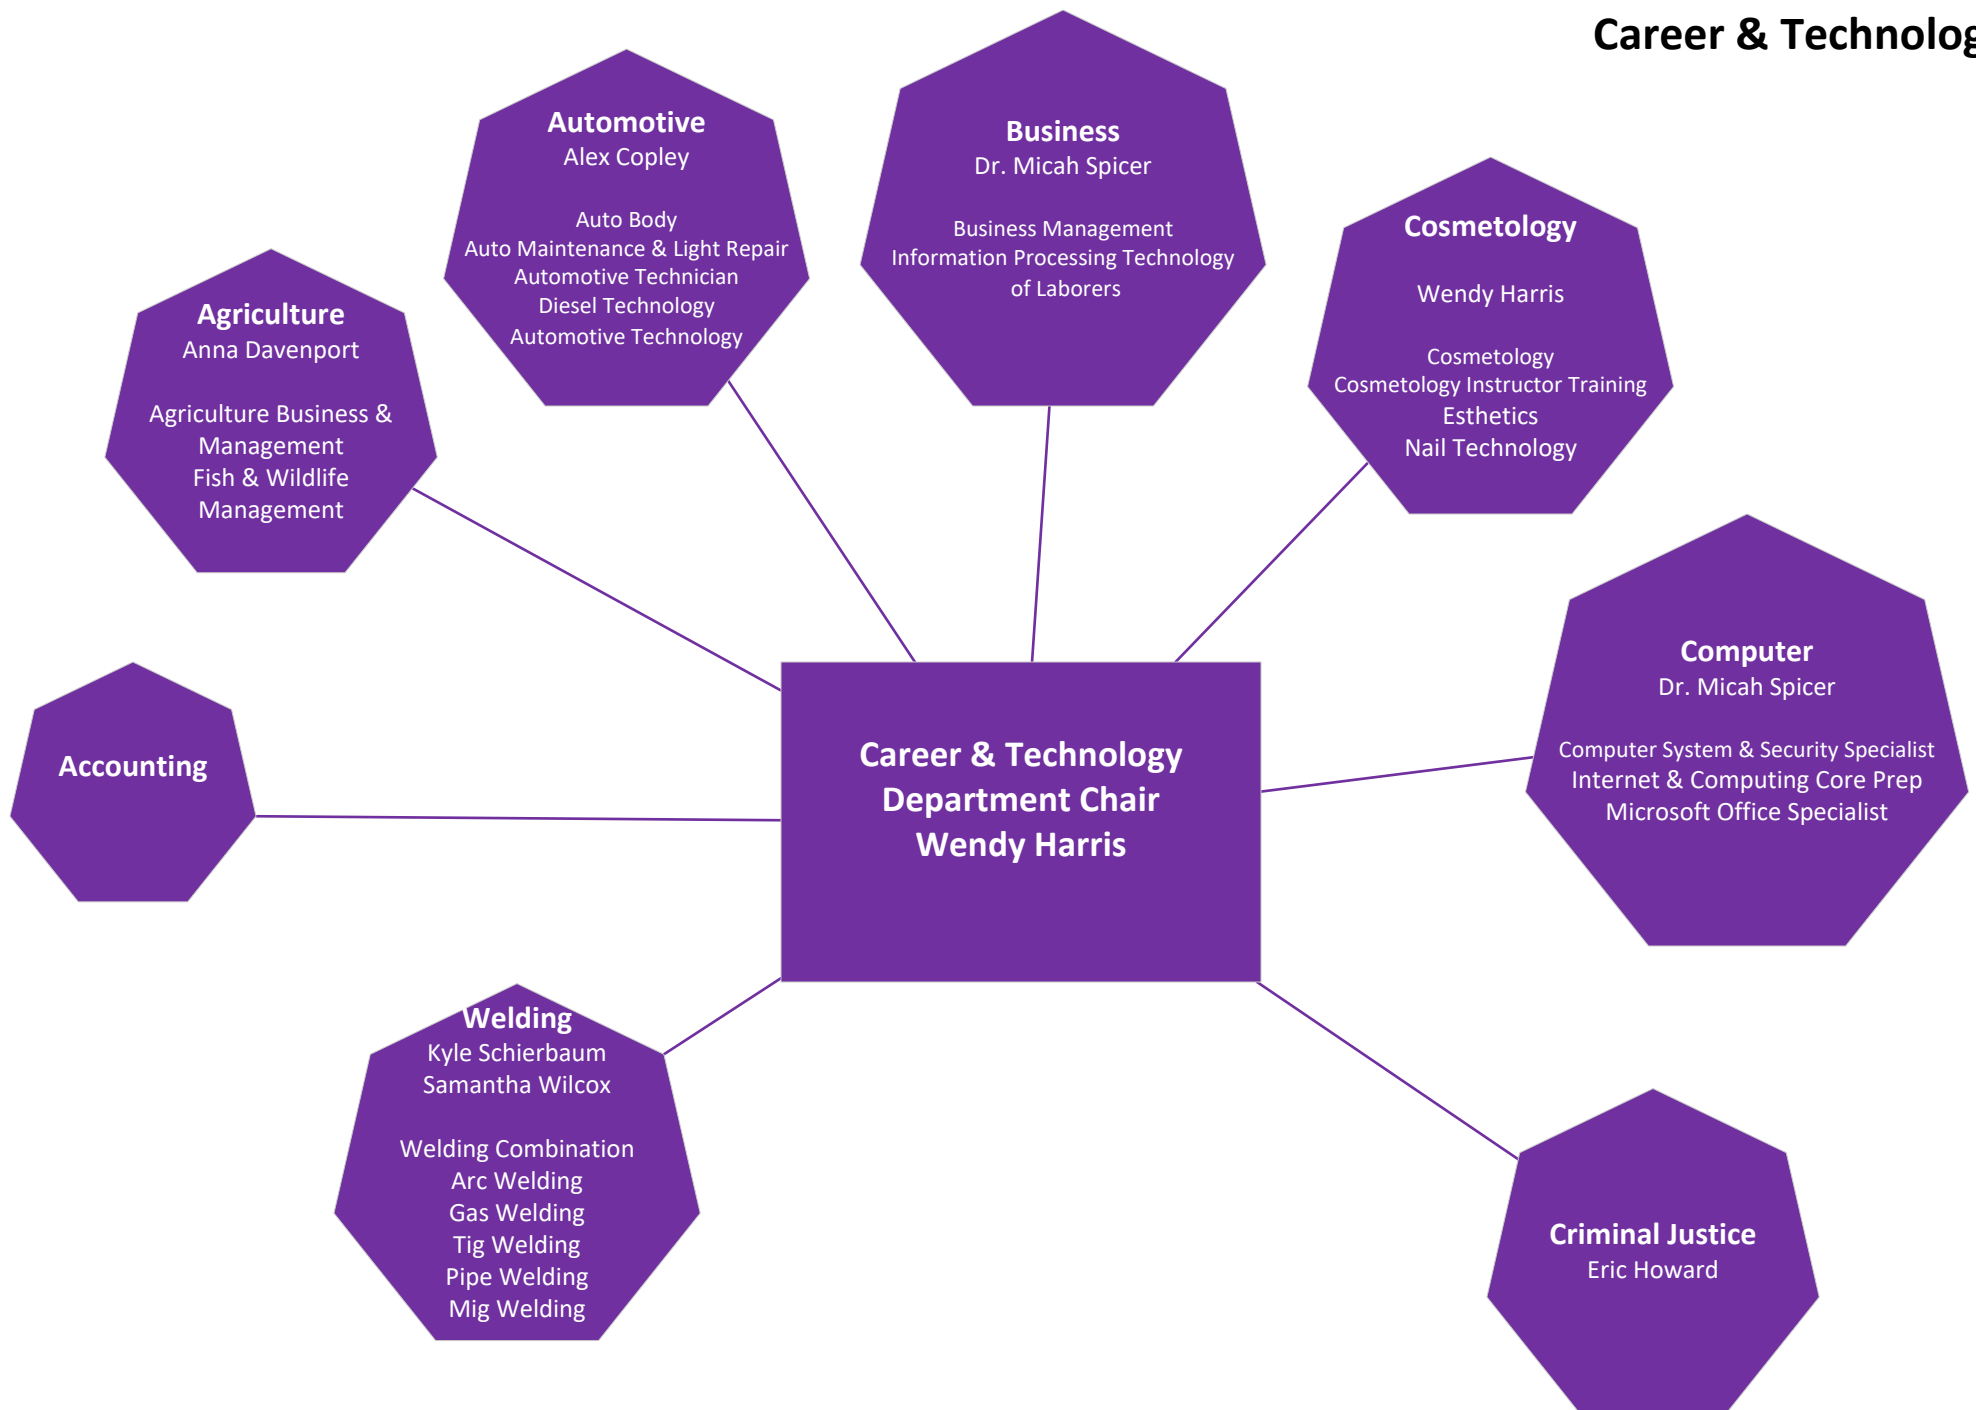 Career & Technolog
Automotive
Alex Copley
Auto Body
Auto Maintenance & Light Repair
Automotive Technician
Diesel Technology
Automotive Technology
Business
Dr. Micah Spicer
Business Management
Information Processing Technology
of Laborers
Cosmetology
Wendy Harris
Cosmetology
Cosmetology Instructor Training
Esthetics
Nail Technology
Agriculture
Anna Davenport
Agriculture Business &
Management
Fish & Wildlife
Management
Computer
Dr. Micah Spicer
Computer System & Security Specialist
Internet & Computing Core Prep
Microsoft Office Specialist
Accounting
Career & Technology
Department Chair
Wendy Harris
Welding
Kyle Schierbaum
Samantha Wilcox
Welding Combination
Arc Welding
Gas Welding
Tig Welding
Pipe Welding
Mig Welding
Criminal Justice
Eric Howard